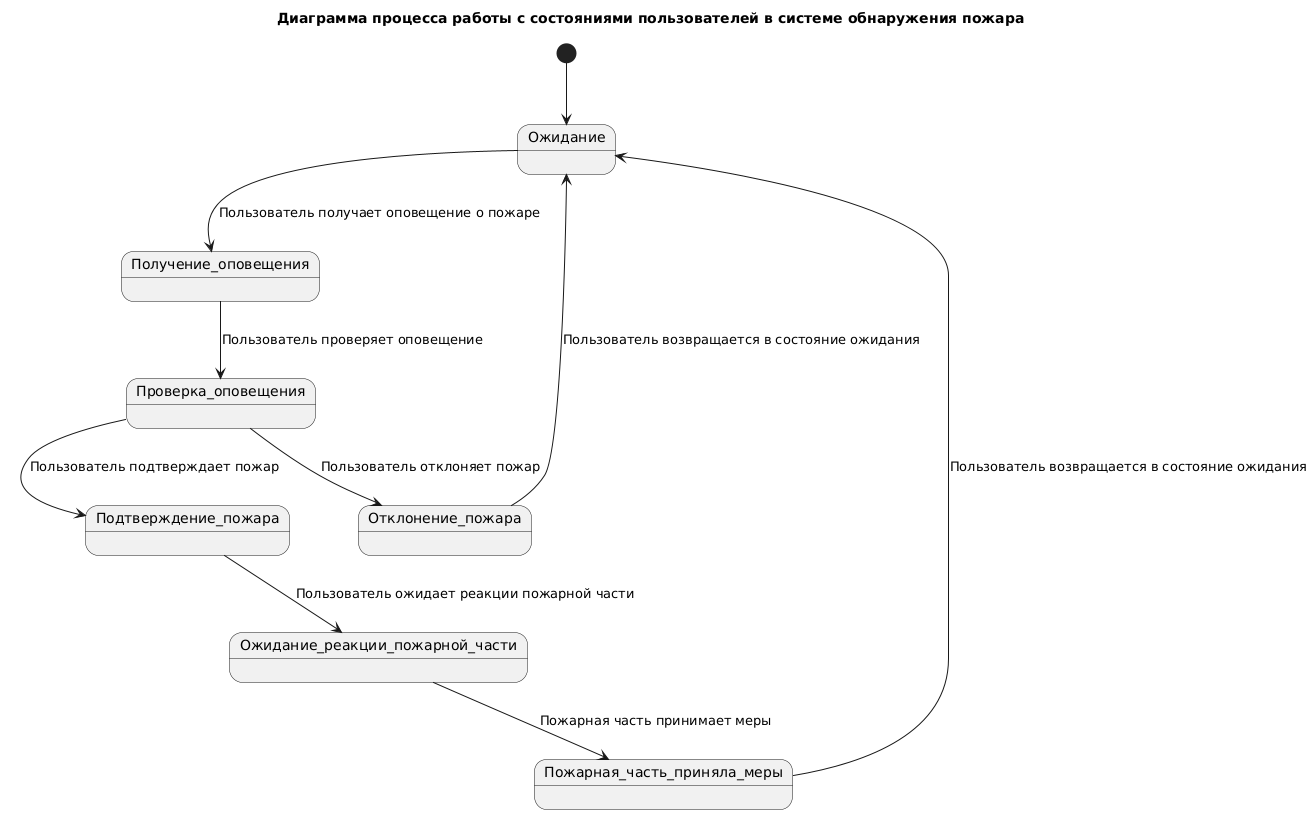 Диаграмма процесса работы с состояниями пользователей в системе обнаружения пожара
Ожидание
Пользователь получает оповещение о пожаре
Получение_оповещения
Пользователь проверяет оповещение
Пользователь возвращается в состояние ожидания
Проверка_оповещения
Пользователь подтверждает пожар
Пользователь отклоняет пожар
Пользователь возвращается в состояние ожидания
Подтверждение_пожара
Отклонение_пожара
Пользователь ожидает реакции пожарной части
Ожидание_реакции_пожарной_части
Пожарная часть принимает меры
Пожарная_часть_приняла_меры